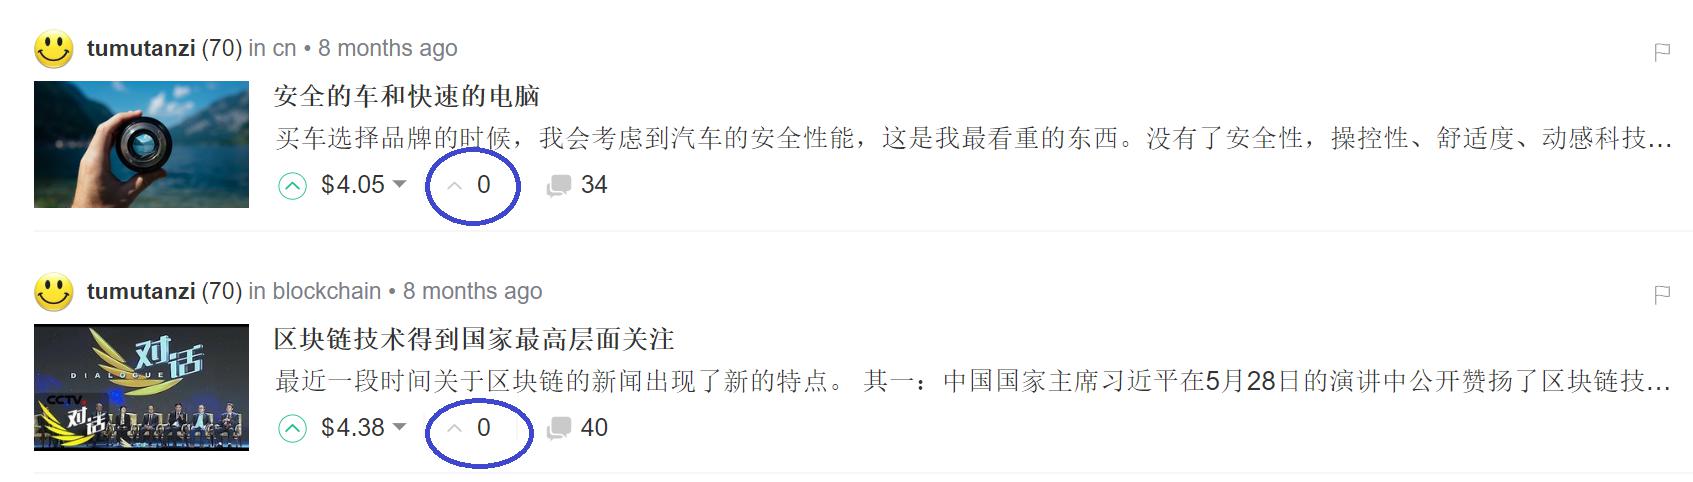 tumutanzi (70) in cn • 8 months ago
安全的车和快速的电脑
买车选择品牌的时候，我会考虑到汽车的安全性能，这是我最看重的东西。没有了安全性，操控性、舒适度、动感科技...
$4.05 0 34
tumutanzi (70) in blockchain • 8 months ago
对话
DIALOGUE
CCTV
对话
区块链技术得到国家最高层面关注
最近一段时间关于区块链的新闻出现了新的特点。 其一：中国国家主席习近平在5月28日的演讲中公开赞扬了区块链技...
$4.38 0 40